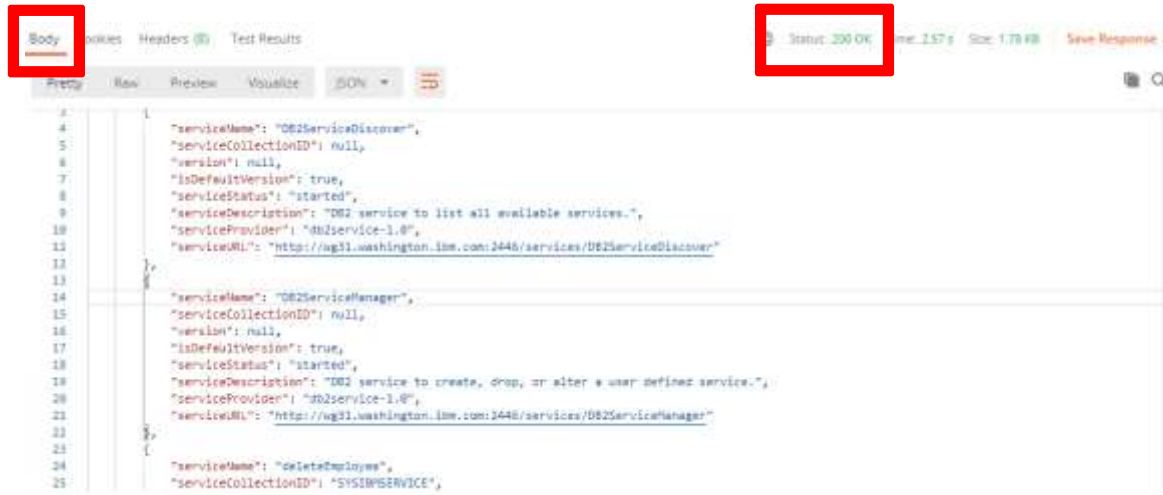 Body Cookies Headers (8) Test Results Status: 200 OK Time: 2.57 s Size: 1.78 KB Save Response
Pretty Raw Preview Visualize JSON
3 {
4 "serviceName": "DB2ServiceDiscover",
5 "serviceCollectionID": null,
6 "version": null,
7 "isDefaultVersion": true,
8 "serviceStatus": "started",
9 "serviceDescription": "DB2 service to list all available services.",
10 "serviceProvider": "db2service-1.0",
11 "serviceURL": "http://wg31.washington.ibm.com:2446/services/DB2ServiceDiscover"
12 },
13 {
14 "serviceName": "DB2ServiceManager",
15 "serviceCollectionID": null,
16 "version": null,
17 "isDefaultVersion": true,
18 "serviceStatus": "started",
19 "serviceDescription": "DB2 service to create, drop, or alter a user defined service.",
20 "serviceProvider": "db2service-1.0",
21 "serviceURL": "http://wg31.washington.ibm.com:2446/services/DB2ServiceManager"
22 },
23 {
24 "serviceName": "deleteEmployee",
25 "serviceCollectionID": "SYSIBMSERVICE",